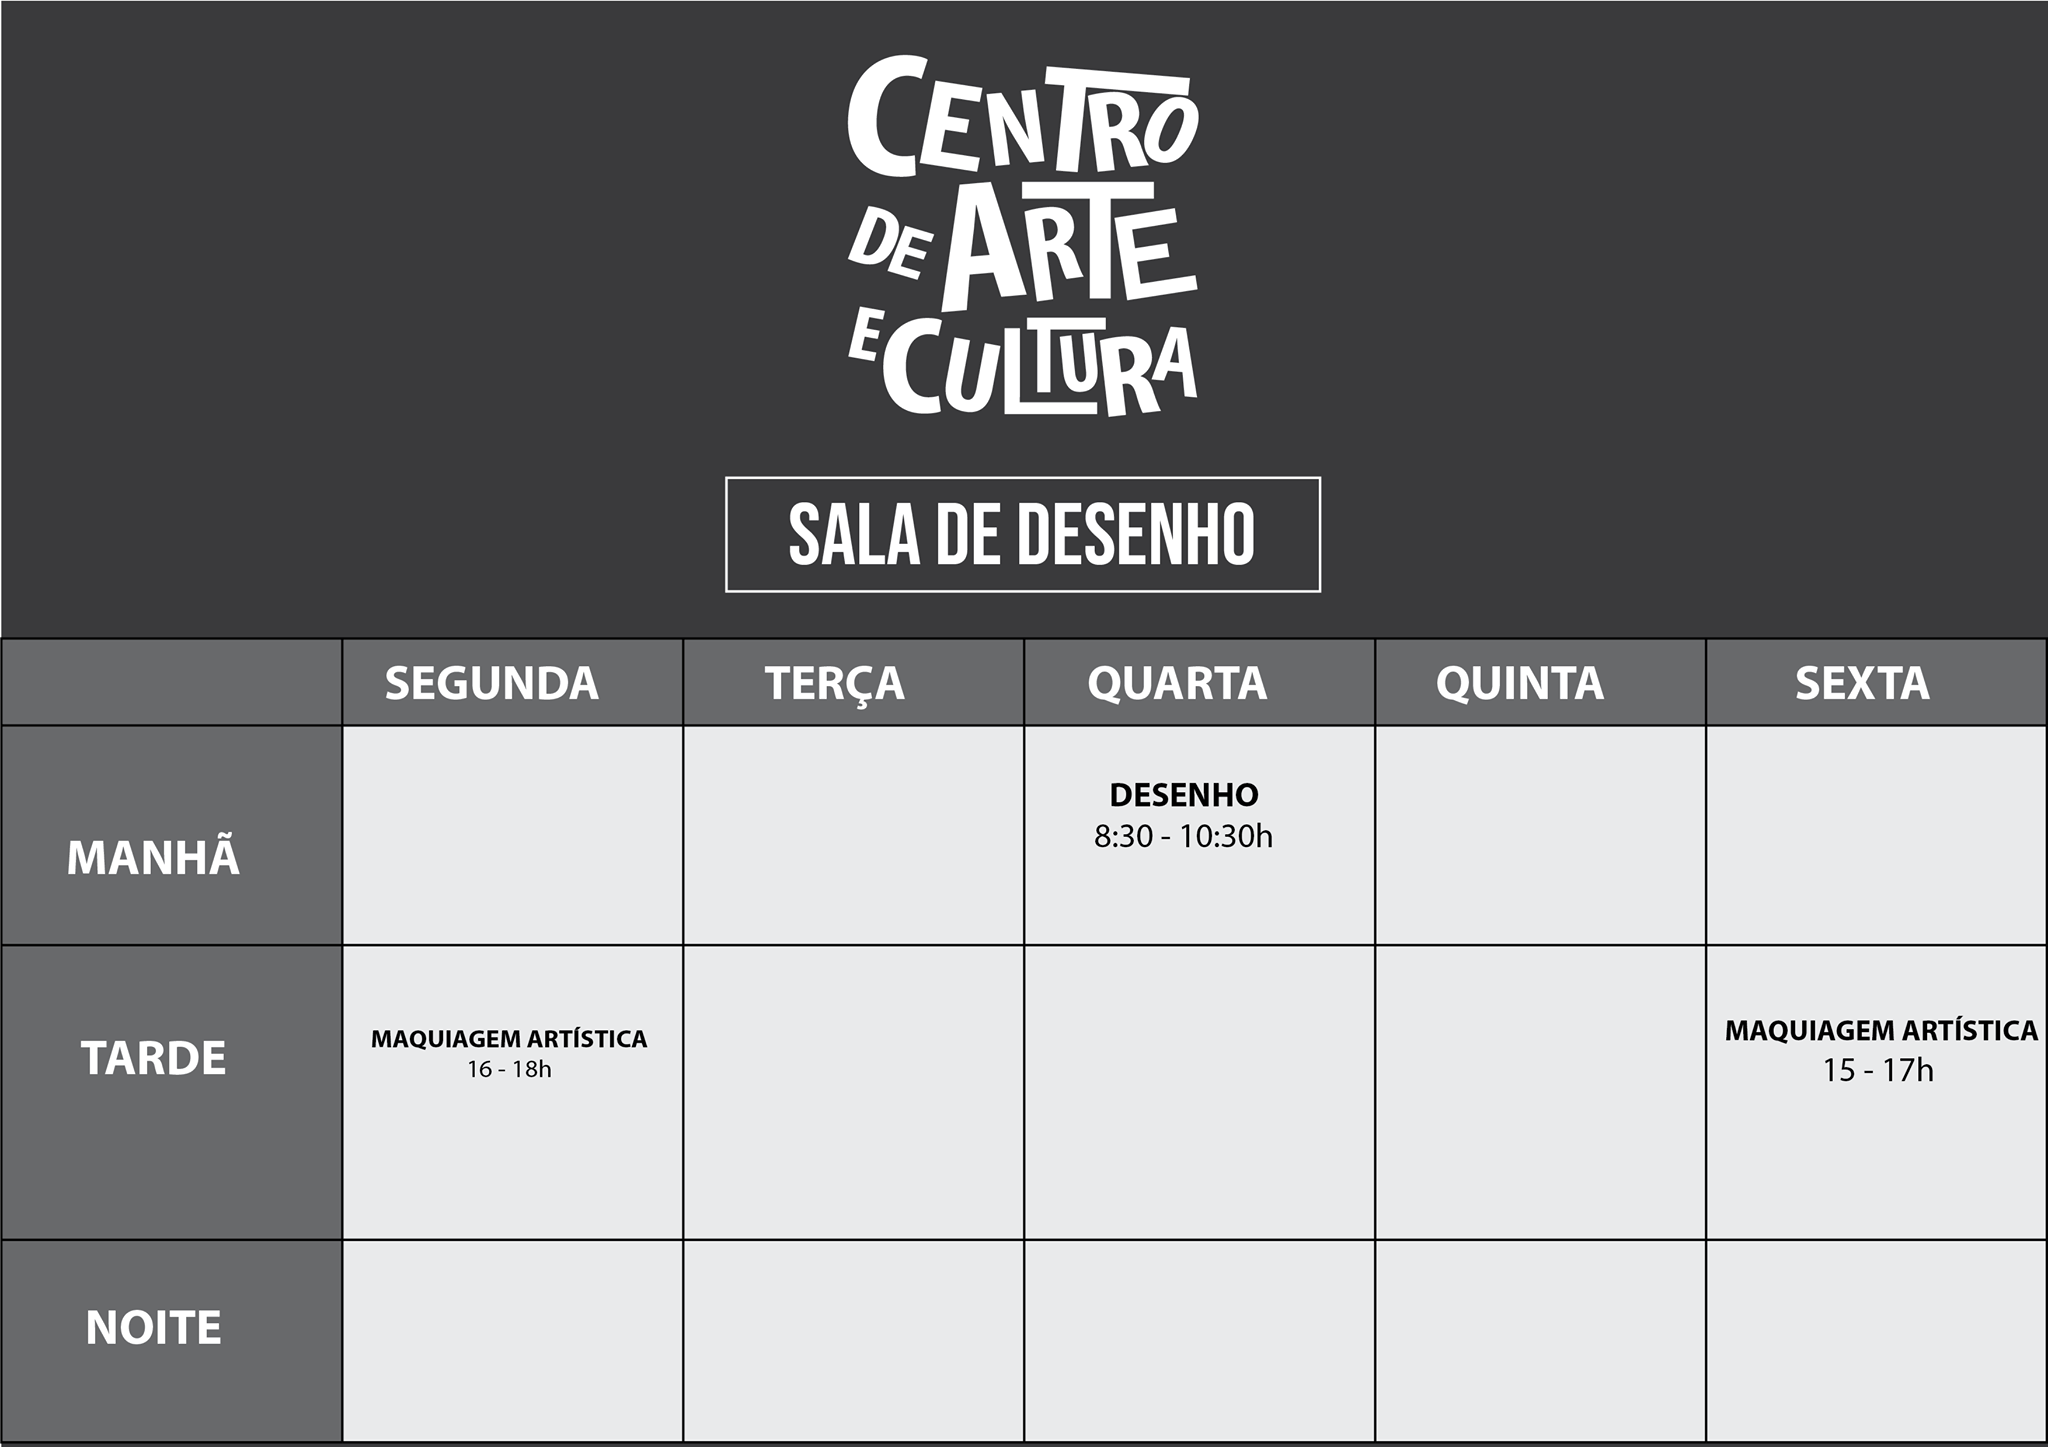 CENTRO
DE ARTE
E CULTURA
SALA DE DESENHO
SEGUNDA TERÇA QUARTA QUINTA SEXTA
MANHÃ
DESENHO
8:30 - 10:30h
TARDE
MAQUIAGEM ARTÍSTICA
16 - 18h
MAQUIAGEM ARTÍSTICA
15 - 17h
NOITE